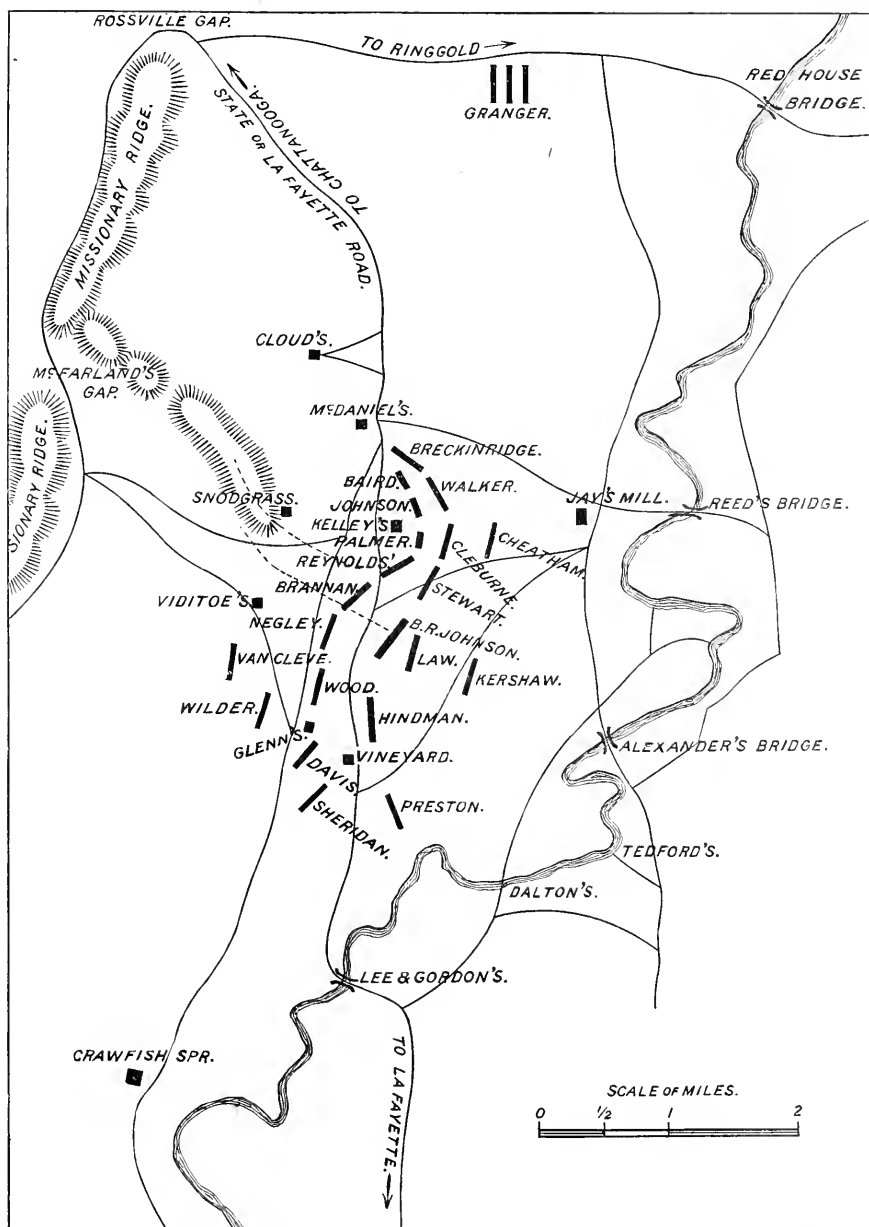 ROSSVILLE GAP.
TO RINGGOLD
RED HOUSE
BRIDGE.
GRANGER.
TO CHATTANOOGA.
STATE OR LA FAYETTE ROAD.
MISSIONARY RIDGE.
CLOUD'S.
McFARLAND'S
GAP.
McDANIEL'S.
SIONARY RIDGE.
BRECKINRIDGE.
BAIRD.
WALKER.
SNODGRASS.
JOHNSON.
JAY'S MILL.
REED'S BRIDGE.
KELLEY'S
PALMER.
CLEBURNE.
CHEATHAM.
REYNOLDS'
BRANNAN.
STEWART.
VIDITOE'S.
NEGLEY.
B.R.JOHNSON.
VAN CLEVE.
LAW.
KERSHAW.
WILDER.
WOOD.
HINDMAN.
GLENN'S.
ALEXANDER'S BRIDGE.
DAVIS,
VINEYARD.
SHERIDAN.
PRESTON.
TEDFORD'S.
DALTON'S.
LEE & GORDON'S.
CRAWFISH SPR.
TO LA FAYETTE.
SCALE OF MILES.
0 1/2 1 2